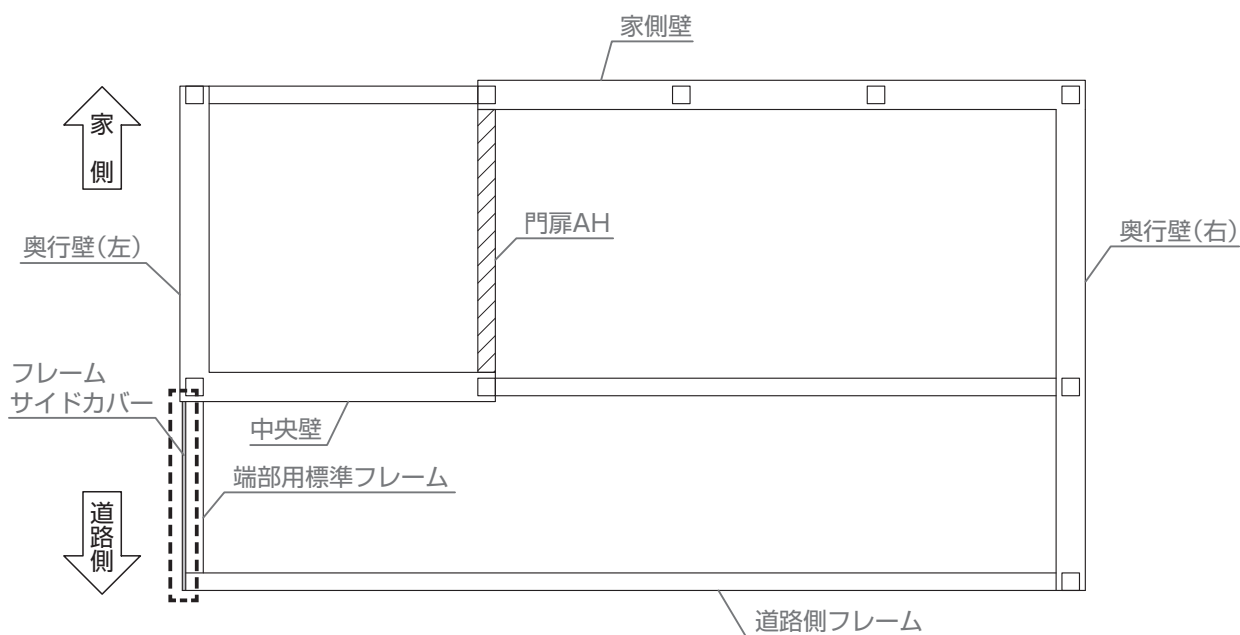 家側壁
家側
門扉AH
奥行壁(左)
奥行壁(右)
フレーム
サイドカバー
中央壁
端部用標準フレーム
道路側
道路側フレーム